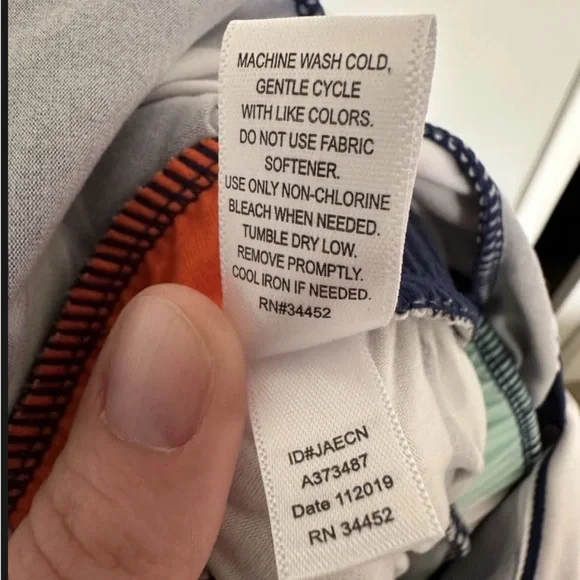 MACHINE WASH COLD,
GENTLE CYCLE
WITH LIKE COLORS.
DO NOT USE FABRIC
SOFTENER.
USE ONLY NON-CHLORINE
BLEACH WHEN NEEDED.
TUMBLE DRY LOW.
REMOVE PROMPTLY.
COOL IRON IF NEEDED.
RN#34452
ID#JAECN
A373487
Date 112019
RN 34452